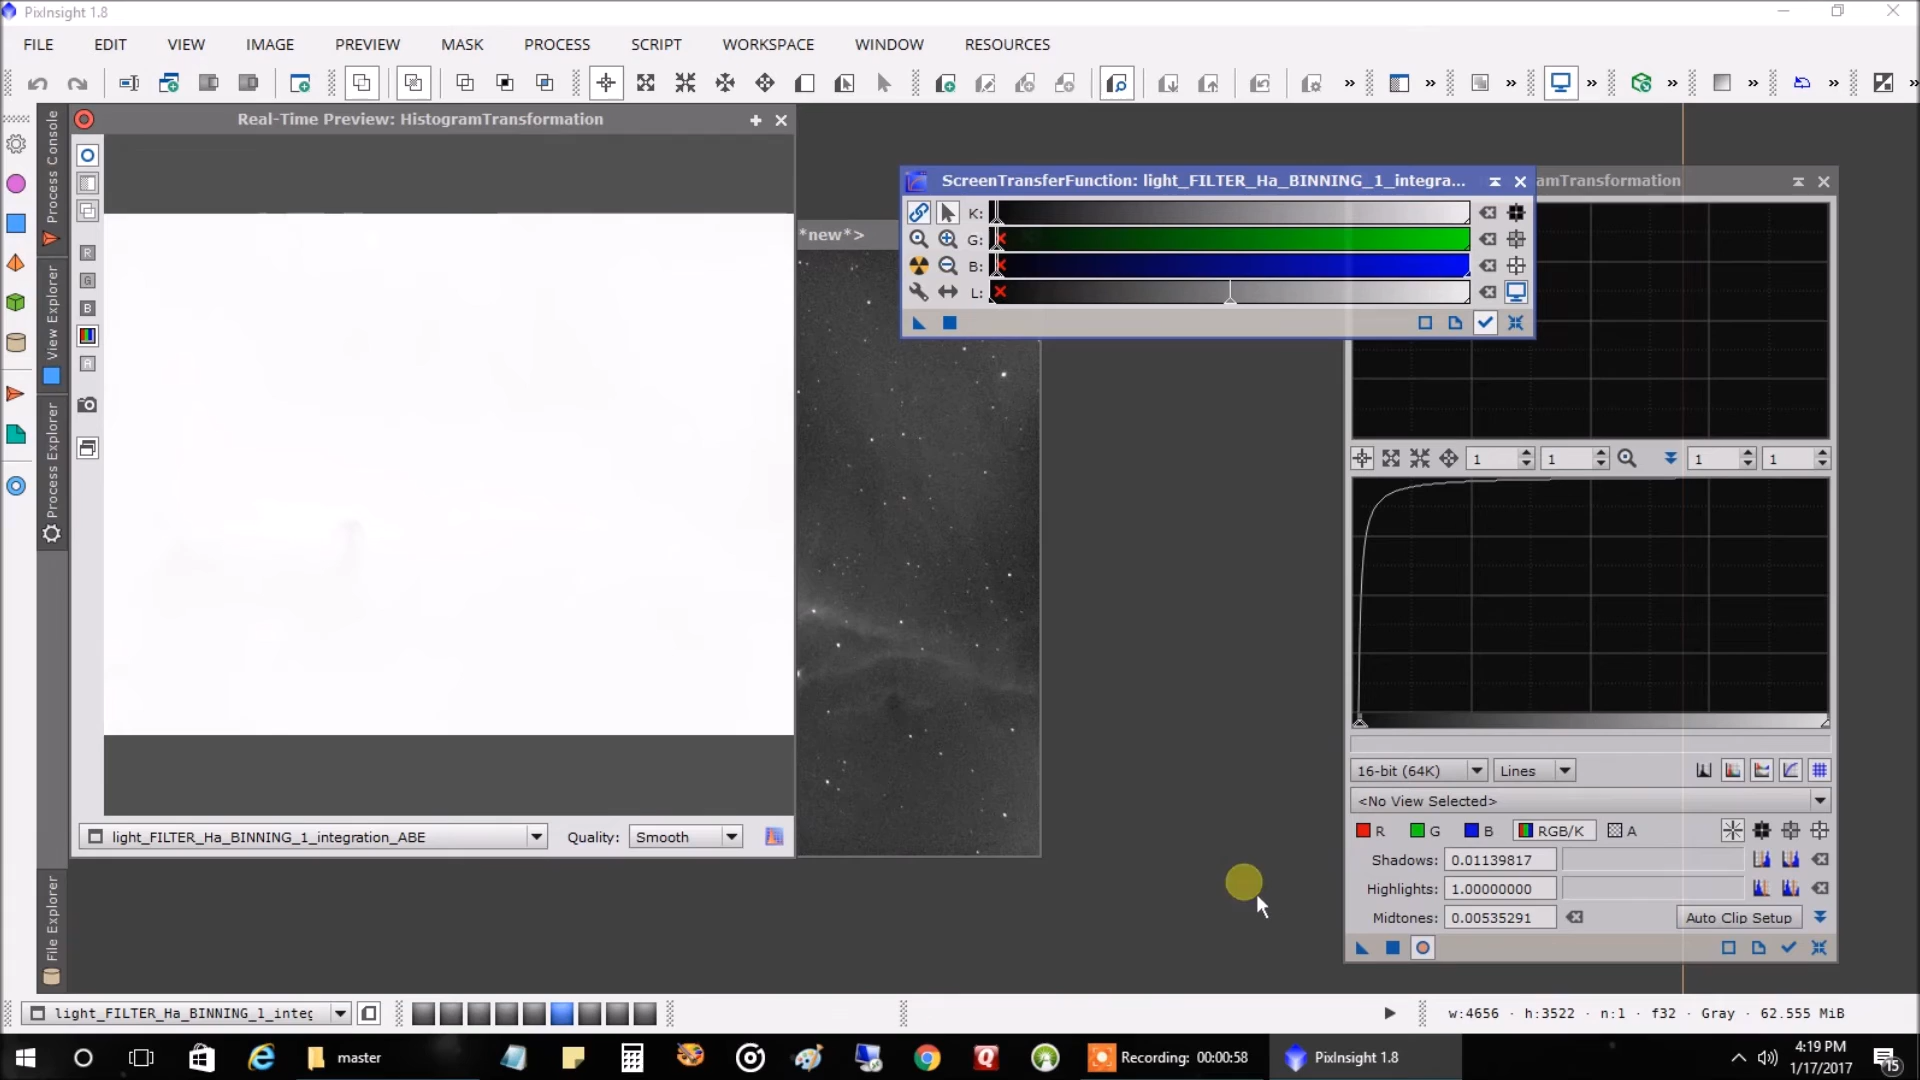 PixInsight 1.8
FILE EDIT VIEW IMAGE PREVIEW MASK PROCESS SCRIPT WORKSPACE WINDOW RESOURCES
Process Console
View Explorer
Process Explorer
File Explorer
Real-Time Preview: HistogramTransformation
R
G
B
A
*new*>
light_FILTER_Ha_BINNING_1_integration_ABE
Quality: Smooth
ScreenTransferFunction: light_FILTER_Ha_BINNING_1_integra...
K:
G:
B:
L:
amTransformation
1 1 1 1
16-bit (64K) Lines
<No View Selected>
R G B RGB/K A
Shadows: 0.01139817
Highlights: 1.00000000
Midtones: 0.00535291 Auto Clip Setup
light_FILTER_Ha_BINNING_1_integ
w:4656 · h:3522 · n:1 · f32 · Gray · 62.555 MiB
master
Recording: 00:00:58
PixInsight 1.8
4:19 PM
1/17/2017
15